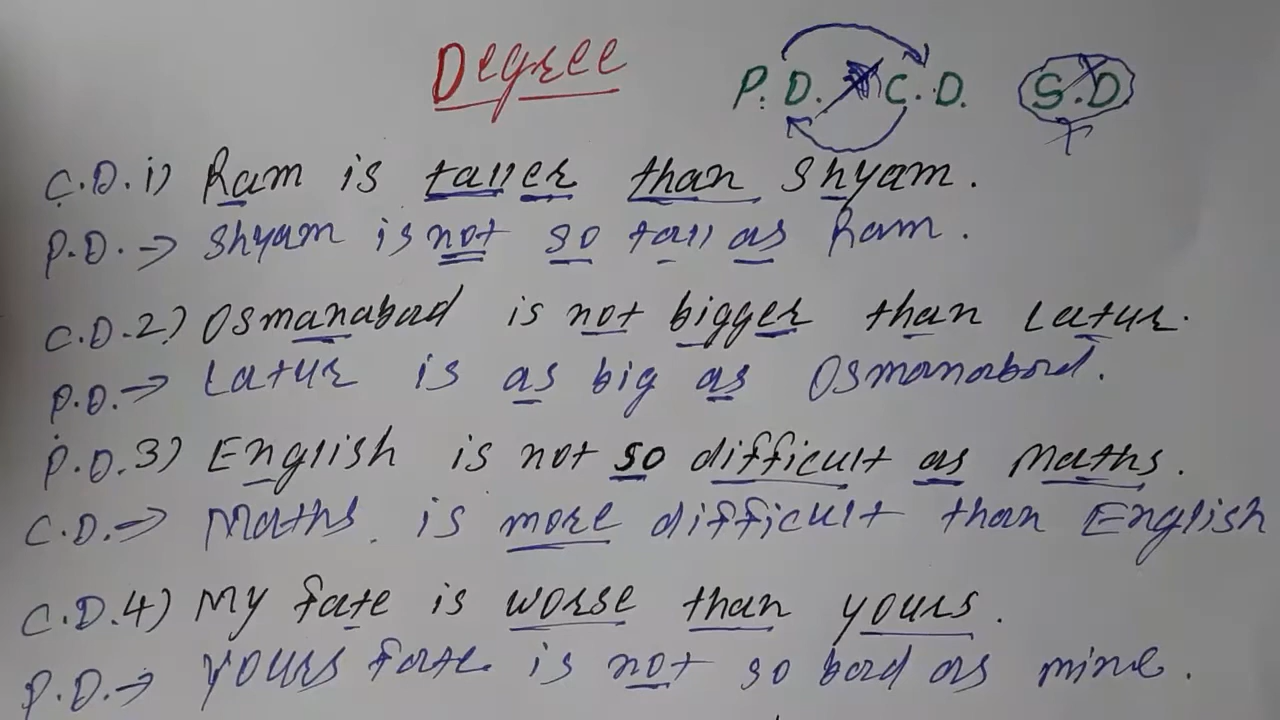 Degree
P.D. C.D. S.D
C.D.1) Ram is taller than Shyam.
P.D.→ Shyam is not so tall as Ram.
C.D.2) Osmanabad is not bigger than Latur.
P.D.→ Latur is as big as Osmanabad.
P.D.3) English is not so difficult as Maths.
C.D.→ Maths is more difficult than English
C.D.4) My fate is worse than yours.
P.D.→ Yours fate is not so bad as mine.